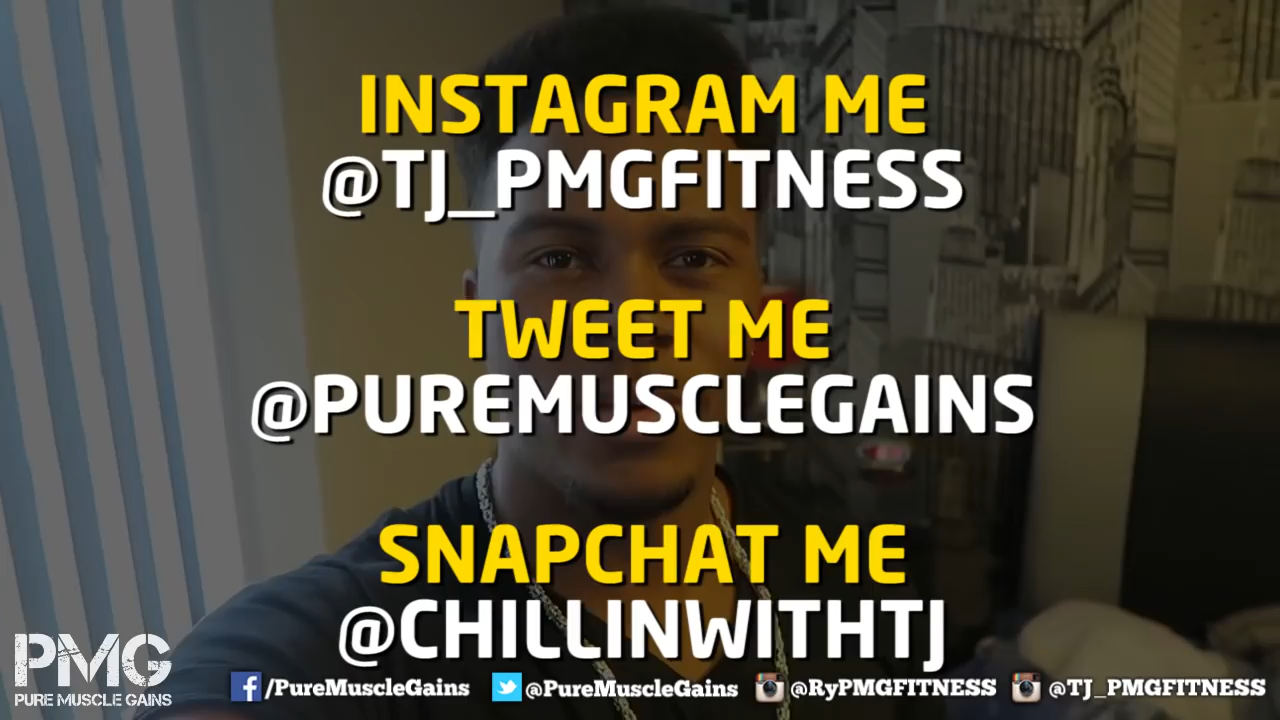 INSTAGRAM ME
@TJ_PMGFITNESS
TWEET ME
@PUREMUSCLEGAINS
SNAPCHAT ME
@CHILLINWITHTJ
PMG
PURE MUSCLE GAINS
/PureMuscleGains @PureMuscleGains @RyPMGFITNESS @TJ_PMGFITNESS